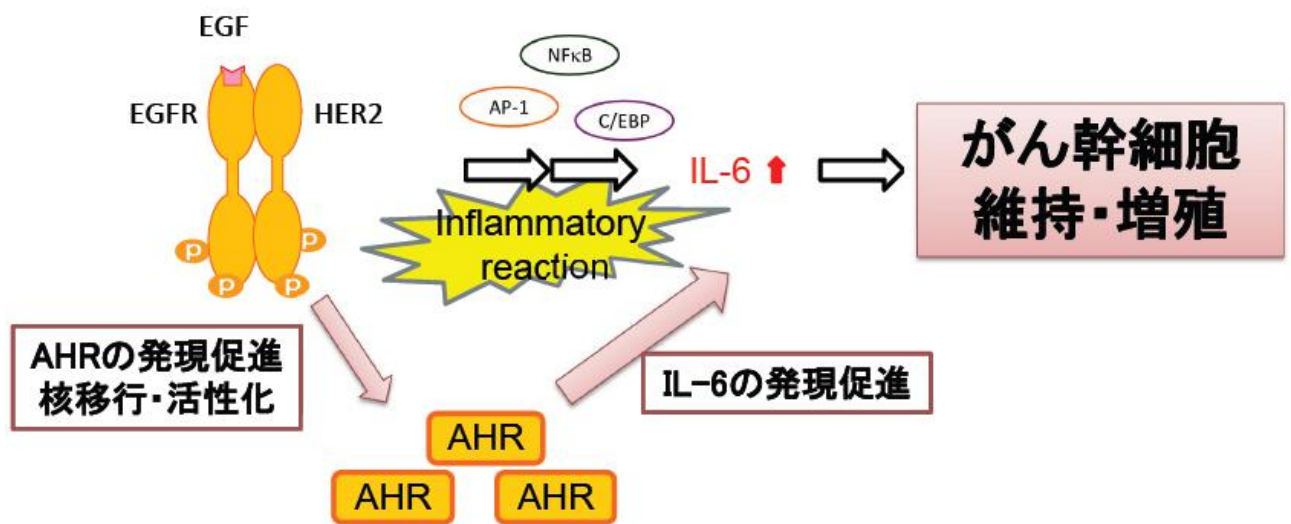 EGF
EGFR
HER2
NFκB
AP-1
C/EBP
IL-6
がん幹細胞
維持・増殖
Inflammatory
reaction
P
P
P
P
AHRの発現促進
核移行・活性化
IL-6の発現促進
AHR
AHR
AHR